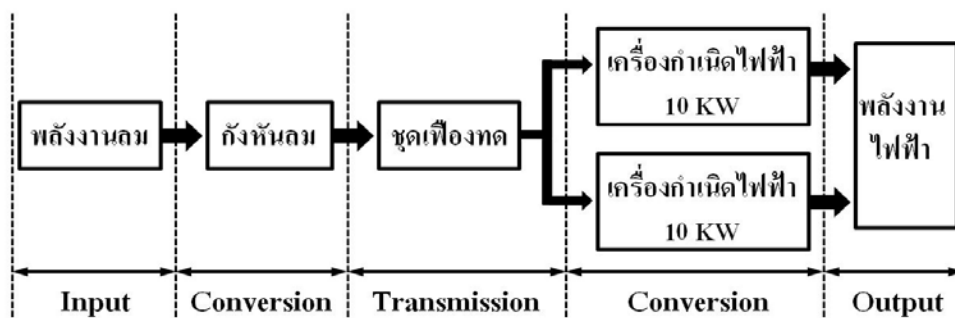 พลังงานลม
กังหันลม
ชุดเฟืองทด
เครื่องกำเนิดไฟฟ้า
10 KW
เครื่องกำเนิดไฟฟ้า
10 KW
พลังงาน
ไฟฟ้า
Input
Conversion
Transmission
Conversion
Output